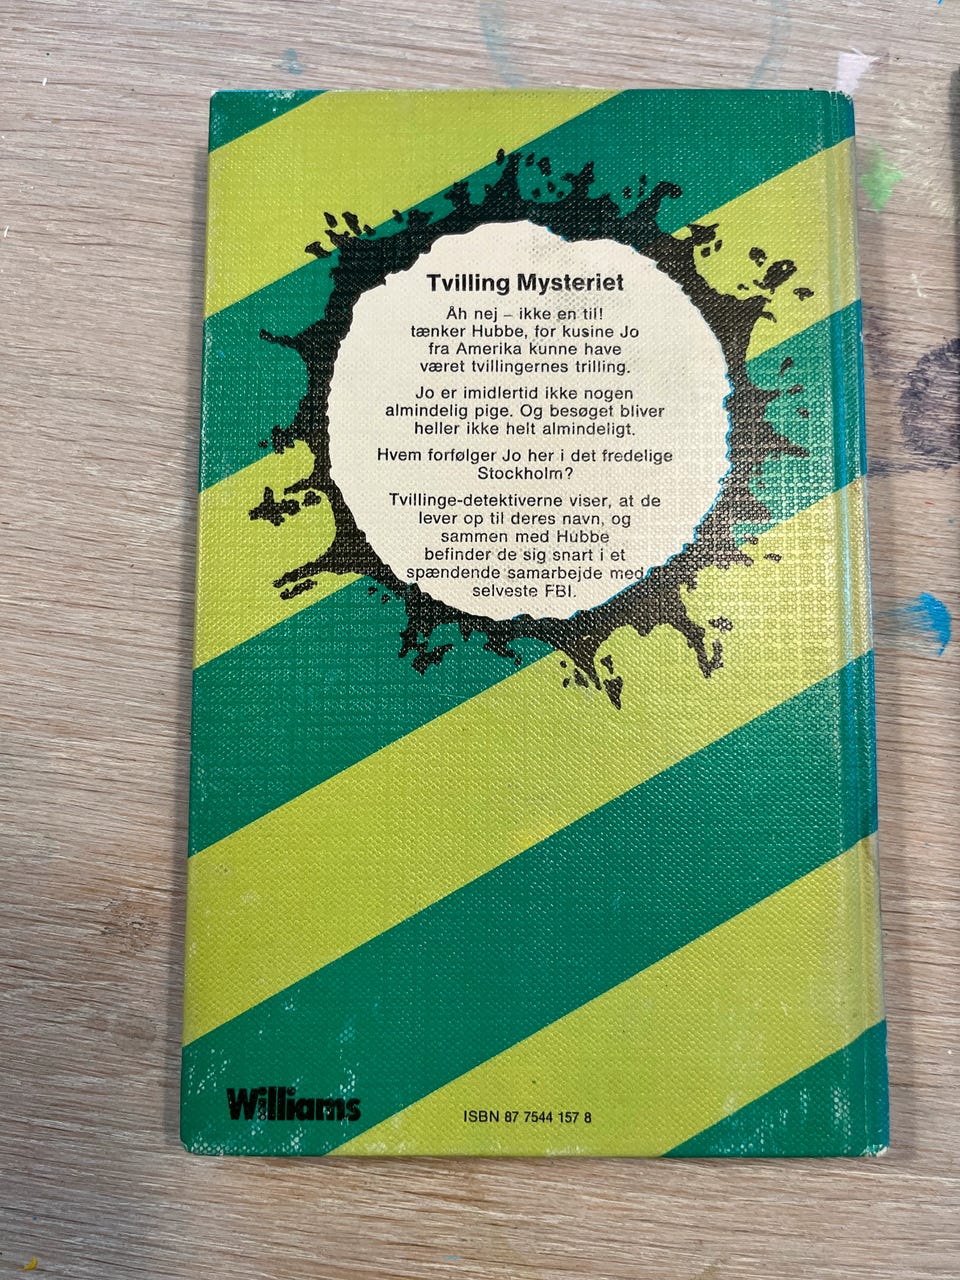 Tvilling Mysteriet
Åh nej – ikke en til!
tænker Hubbe, for kusine Jo
fra Amerika kunne have
været tvillingernes trilling.
Jo er imidlertid ikke nogen
almindelig pige. Og besøget bliver
heller ikke helt almindeligt.
Hvem forfølger Jo her i det fredelige
Stockholm?
Tvillinge-detektiverne viser, at de
lever op til deres navn, og
sammen med Hubbe
befinder de sig snart i et
spændende samarbejde med
selveste FBI.
Williams
ISBN 87 7544 157 8